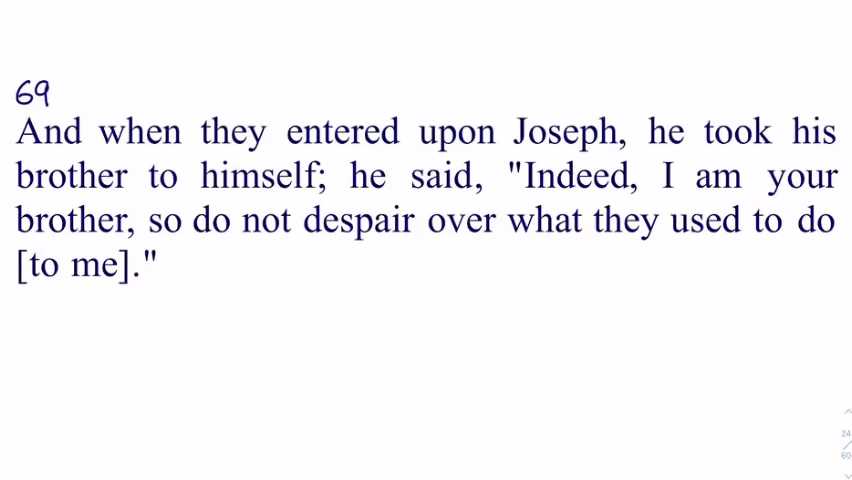 69
And when they entered upon Joseph, he took his
brother to himself; he said, "Indeed, I am your
brother, so do not despair over what they used to do
[to me]."
24
/
60